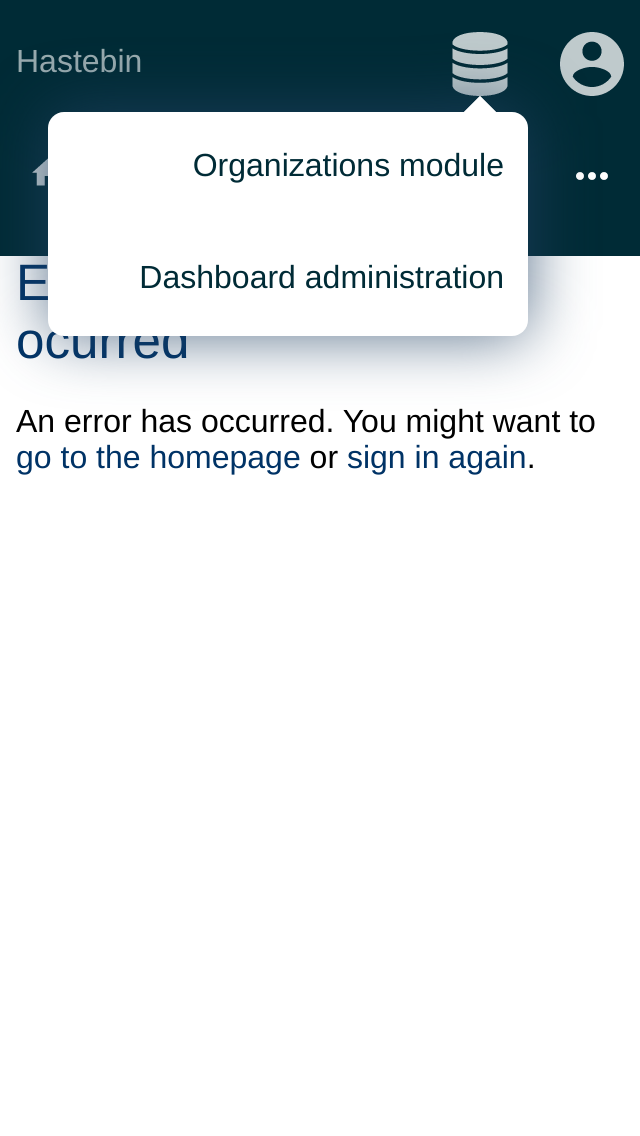 Hastebin
Organizations module
Dashboard administration
ocurred
An error has occurred. You might want to
go to the homepage or sign in again.